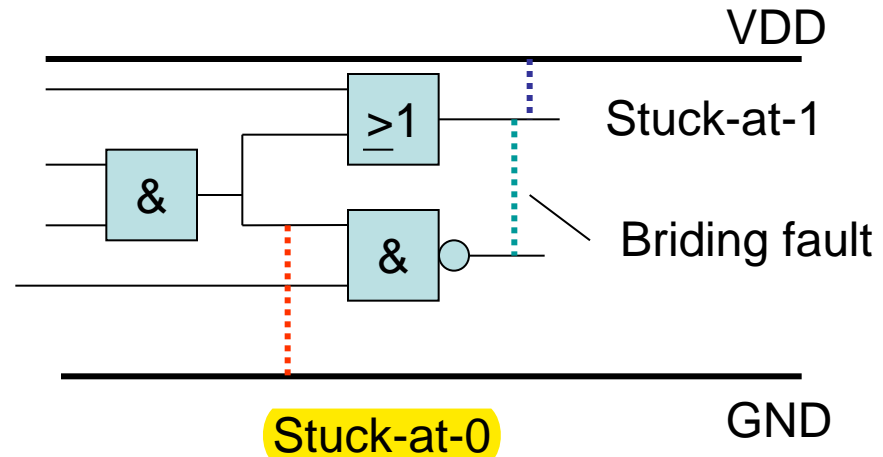 VDD
≥1
Stuck-at-1
&
Briding fault
&
GND
Stuck-at-0